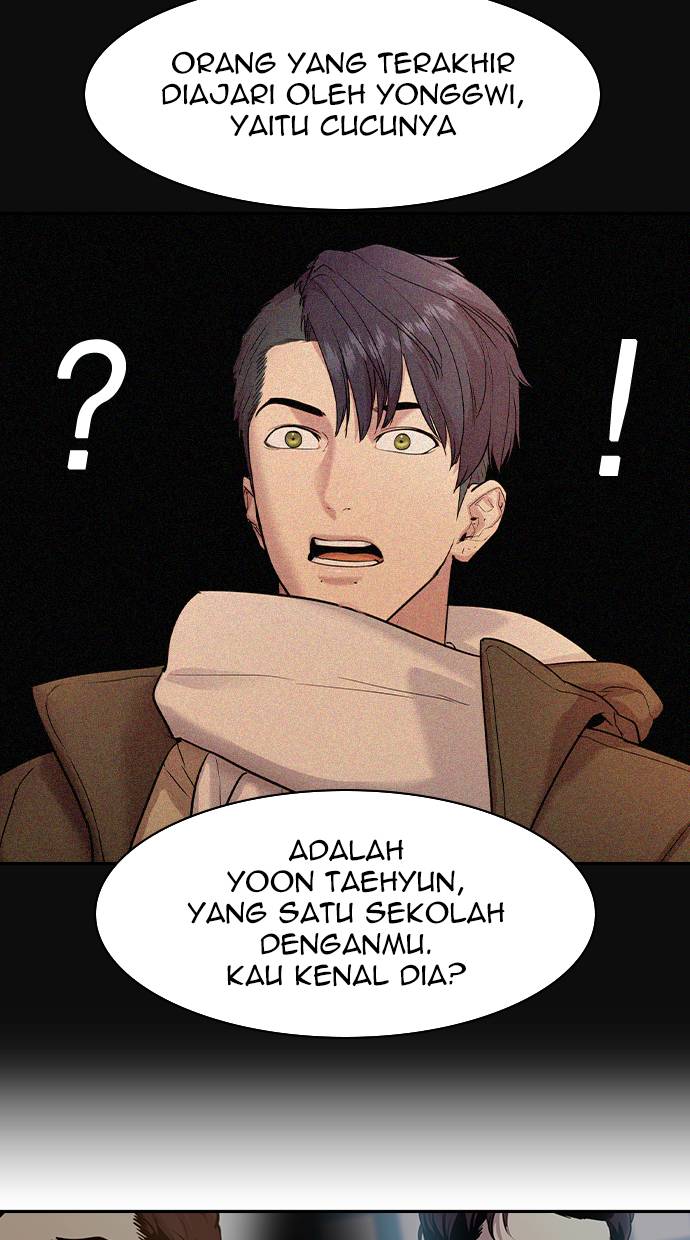 ORANG YANG TERAKHIR
DIAJARI OLEH YONGGWI,
YAITU CUCUNYA
?
!
ADALAH
YOON TAEHYUN,
YANG SATU SEKOLAH
DENGANMU.
KAU KENAL DIA?